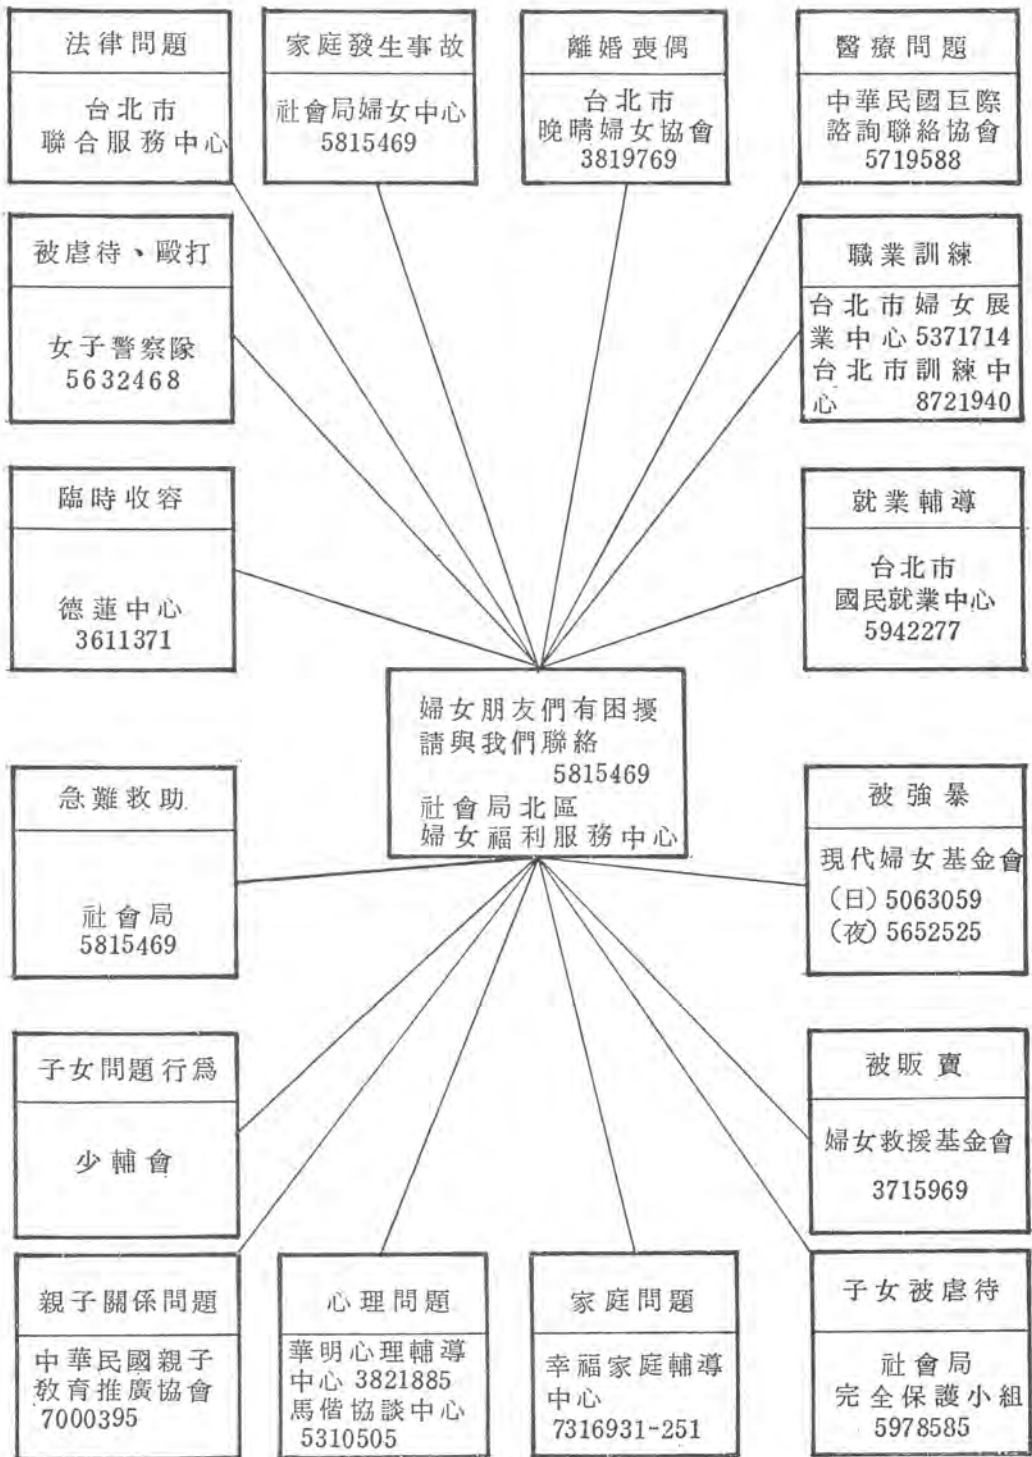 法律問題
台北市
聯合服務中心
家庭發生事故
社會局婦女中心
5815469
離婚喪偶
台北市
晚晴婦女協會
3819769
醫療問題
中華民國巨際
諮詢聯絡協會
5719588
被虐待、毆打
女子警察隊
5632468
職業訓練
台北市婦女展
業中心 5371714
台北市訓練中
心 8721940
臨時收容
德蓮中心
3611371
就業輔導
台北市
國民就業中心
5942277
婦女朋友們有困擾
請與我們聯絡
5815469
社會局北區
婦女福利服務中心
急難救助
社會局
5815469
被強暴
現代婦女基金會
(日) 5063059
(夜) 5652525
子女問題行爲
少輔會
被販賣
婦女救援基金會
3715969
親子關係問題
中華民國親子
敎育推廣協會
7000395
心理問題
華明心理輔導
中心 3821885
馬偕協談中心
5310505
家庭問題
幸福家庭輔導
中心
7316931-251
子女被虐待
社會局
完全保護小組
5978585